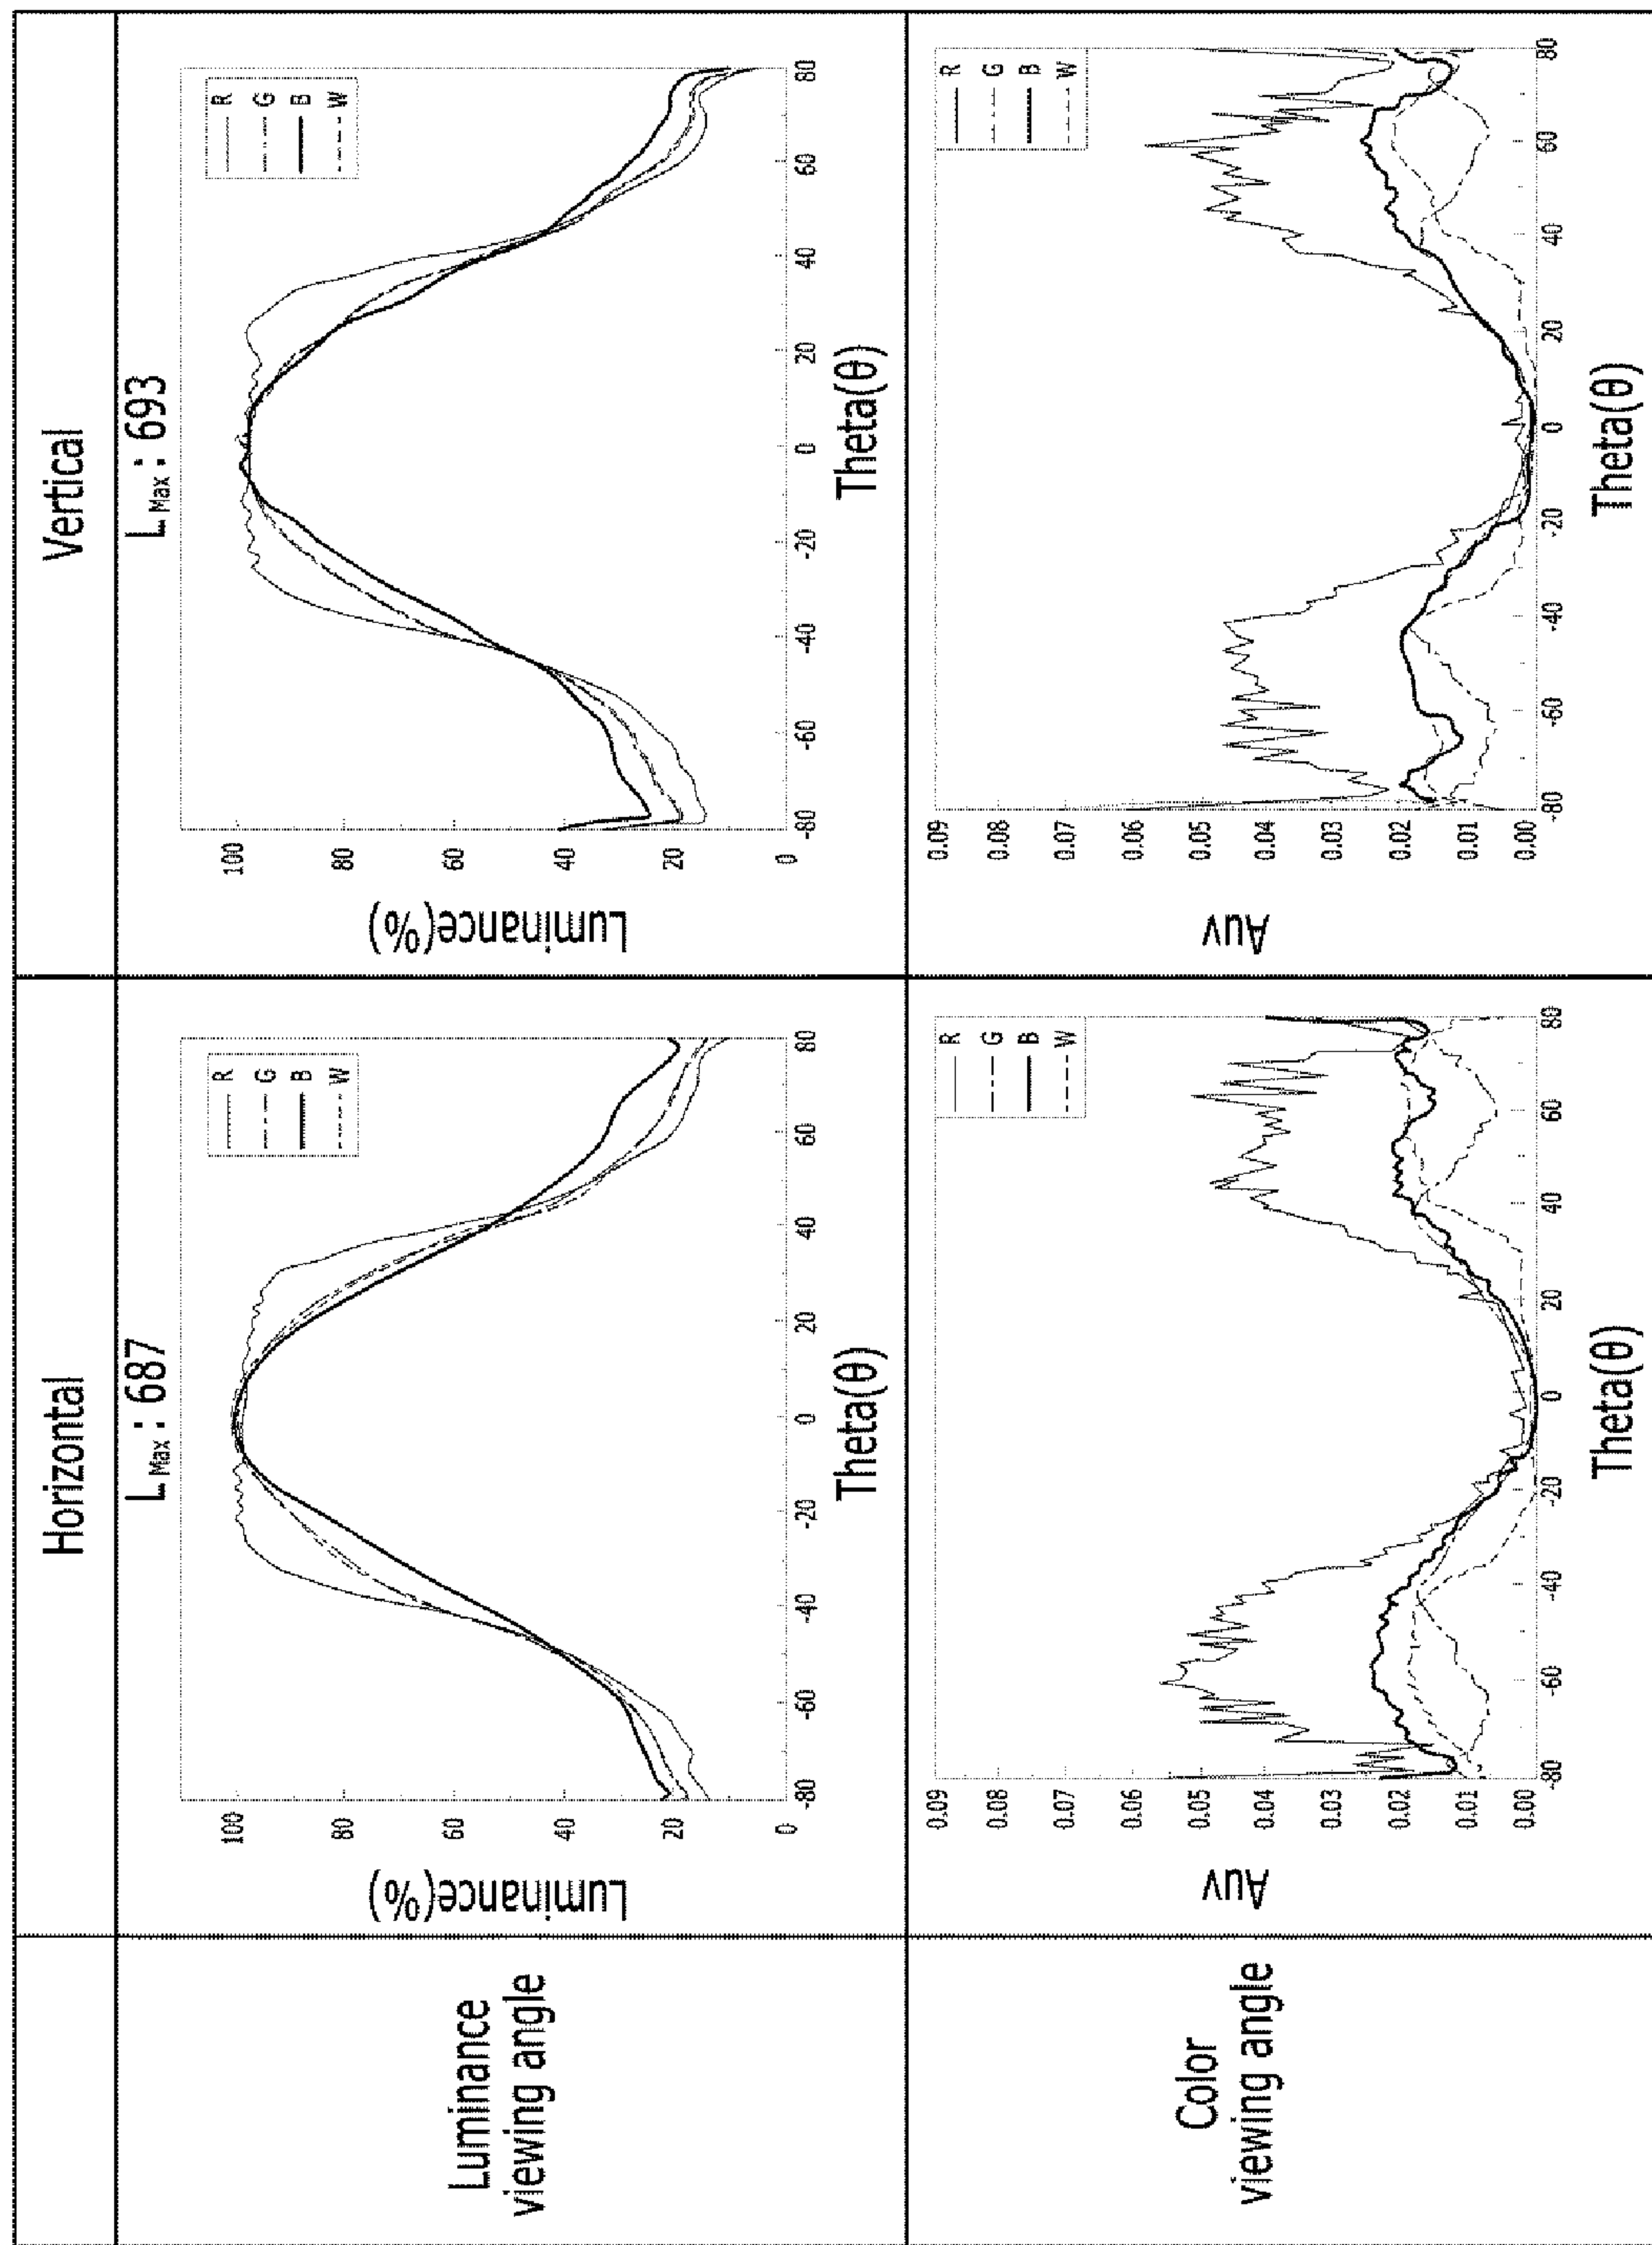 Horizontal
Vertical
Luminance
viewing angle
L Max : 687
Luminance(%)
100
80
60
40
20
0
-80
-60
-40
-20
0
20
40
60
80
Theta(θ)
R
G
B
W
L Max : 693
Luminance(%)
100
80
60
40
20
0
-80
-60
-40
-20
0
20
40
60
80
Theta(θ)
R
G
B
W
Color
viewing angle
Auv
0.09
0.08
0.07
0.06
0.05
0.04
0.03
0.02
0.01
0.00
-80
-60
-40
-20
0
20
40
60
80
Theta(θ)
R
G
B
W
Auv
0.09
0.08
0.07
0.06
0.05
0.04
0.03
0.02
0.01
0.00
-80
-60
-40
-20
0
20
40
60
80
Theta(θ)
R
G
B
W